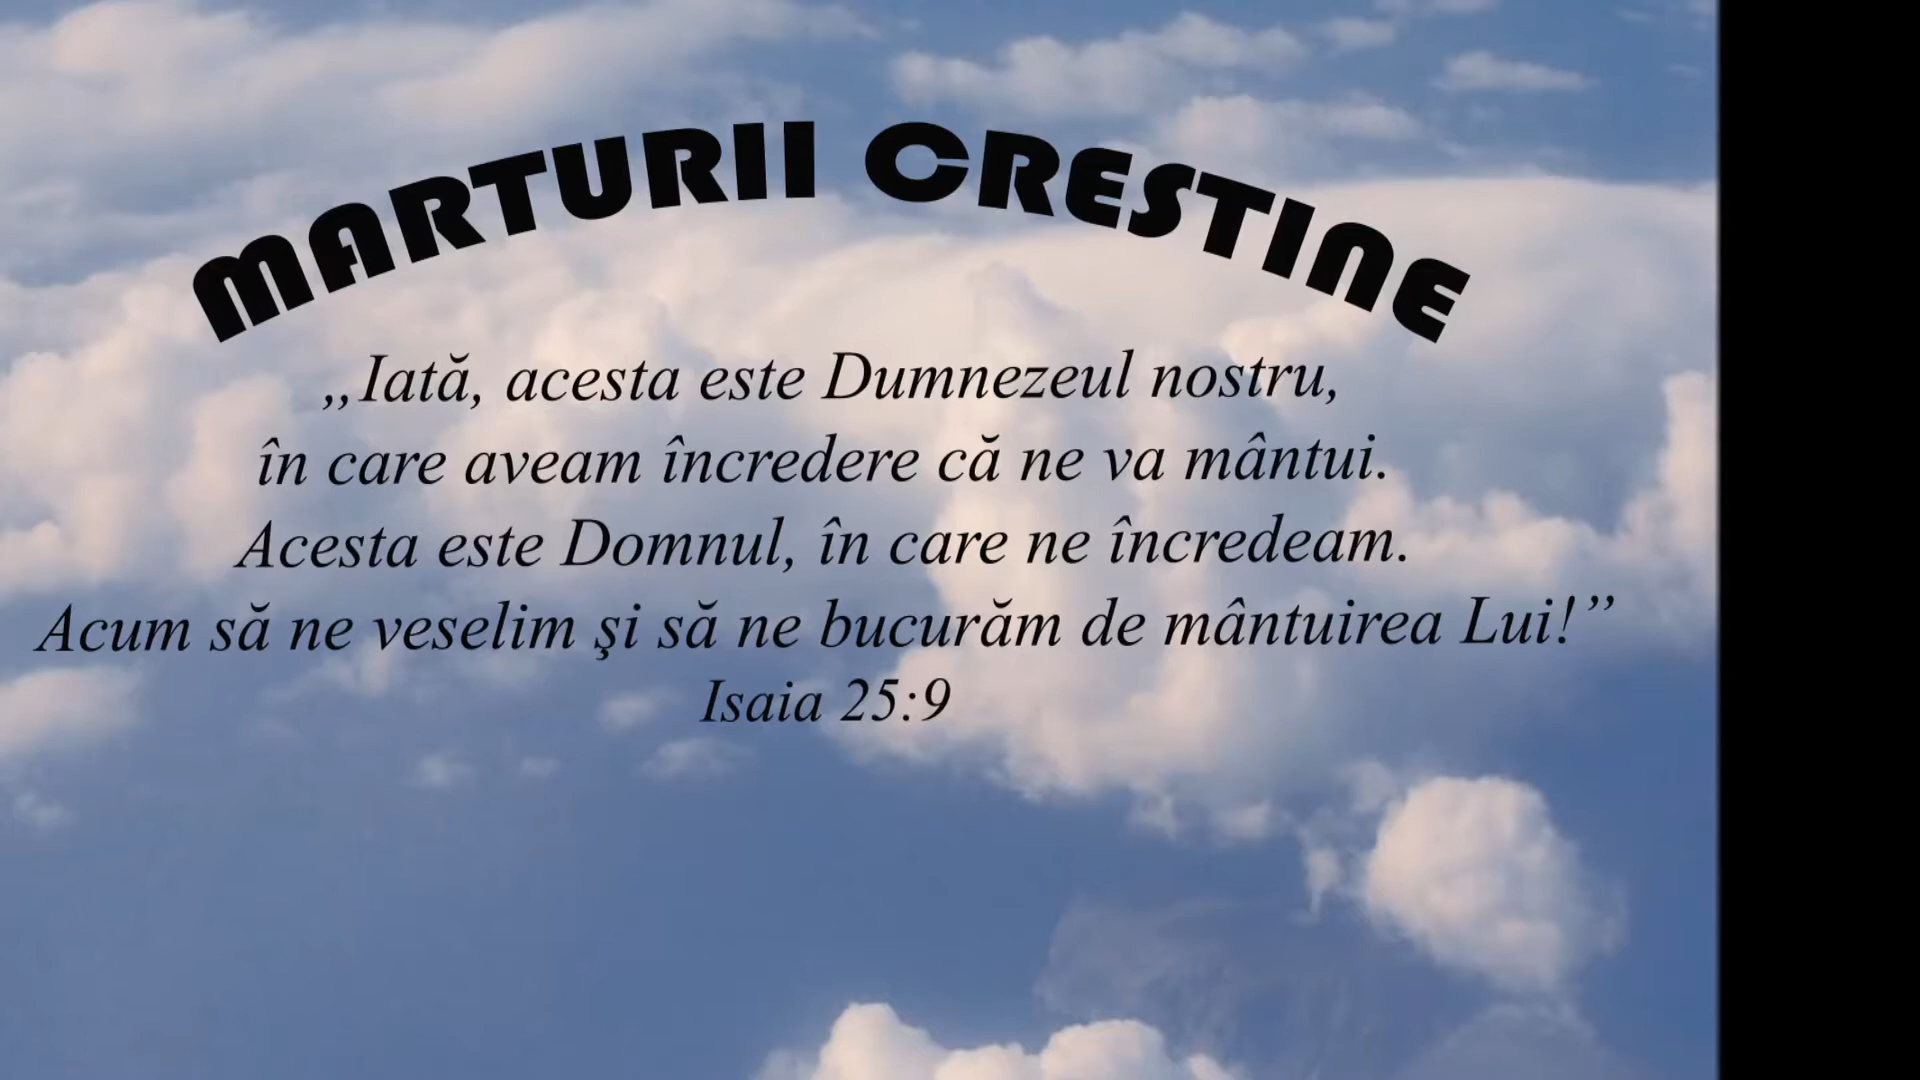 MARTURII CRESTINE
„Iată, acesta este Dumnezeul nostru,
în care aveam încredere că ne va mântui.
Acesta este Domnul, în care ne încredeam.
Acum să ne veselim şi să ne bucurăm de mântuirea Lui!”
Isaia 25:9